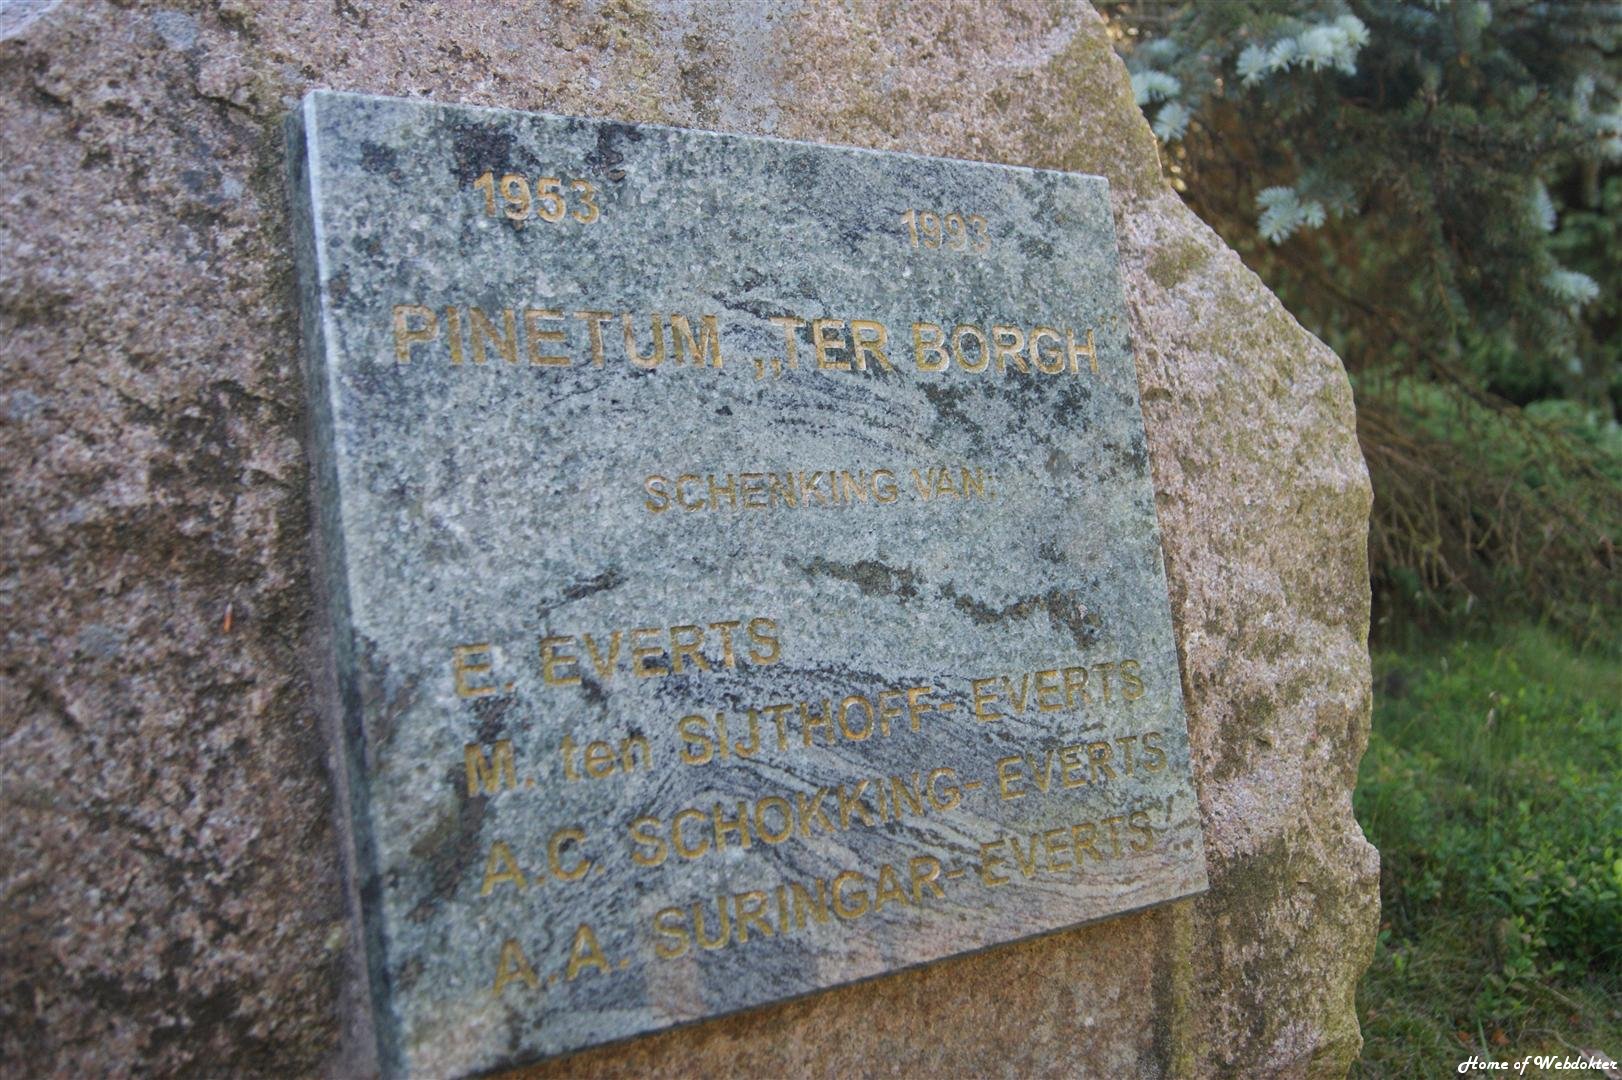 1953 1993
PINETUM „TER BORGH"
SCHENKING VAN:
E. EVERTS
M. ten SIJTHOFF-EVERTS
A.C. SCHOKKING-EVERTS
A.A. SURINGAR-EVERTS
Home of Webdokter